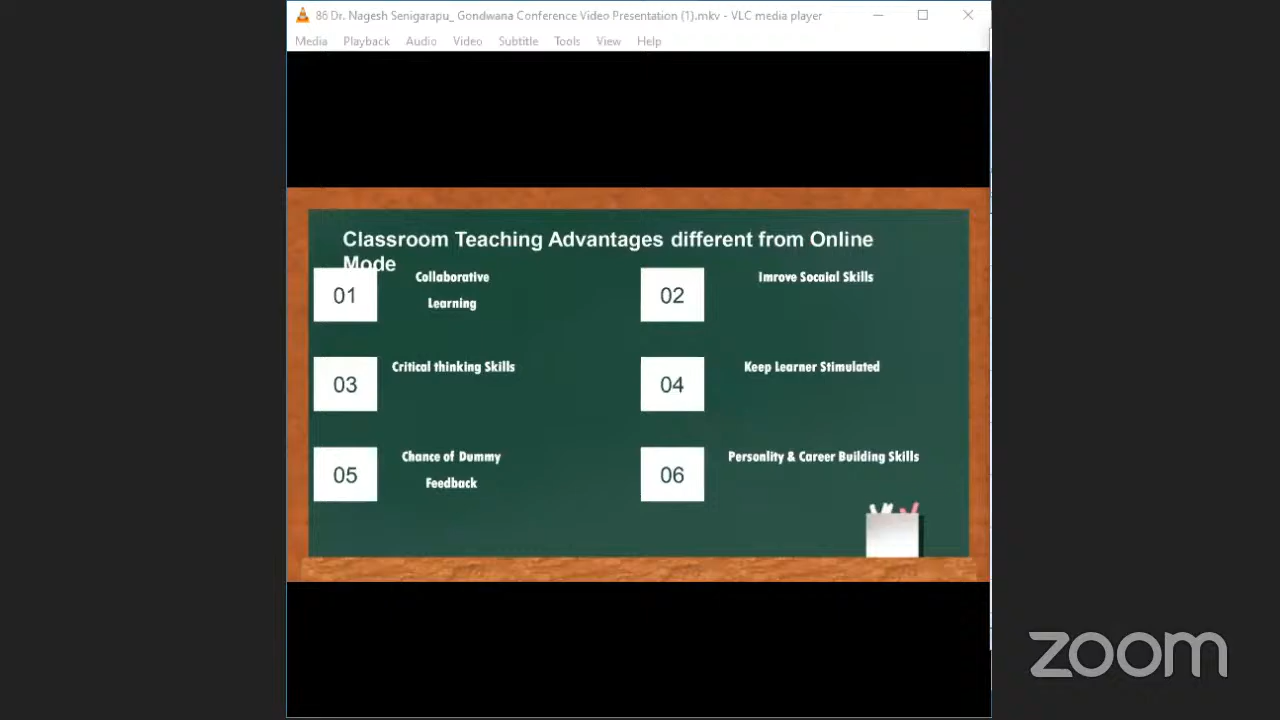 86 Dr. Nagesh Senigarapu_ Gondwana Conference Video Presentation (1).mkv - VLC media player
Media Playback Audio Video Subtitle Tools View Help
Classroom Teaching Advantages different from Online
Mode
01
Collaborative
Learning
02
Imrove Socaial Skills
03
Critical thinking Skills
04
Keep Learner Stimulated
05
Chance of Dummy
Feedback
06
Personlity & Career Building Skills
zoom